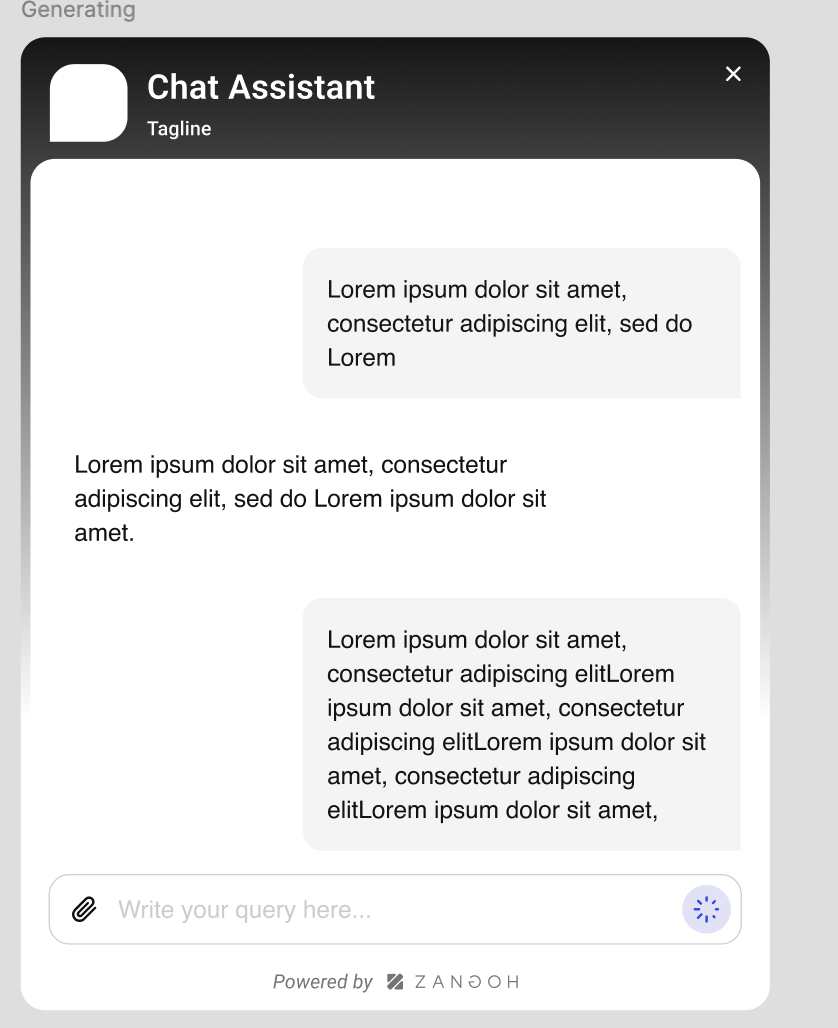 Generating
Chat Assistant
Tagline
Lorem ipsum dolor sit amet,
consectetur adipiscing elit, sed do
Lorem
Lorem ipsum dolor sit amet, consectetur
adipiscing elit, sed do Lorem ipsum dolor sit
amet.
Lorem ipsum dolor sit amet,
consectetur adipiscing elitLorem
ipsum dolor sit amet, consectetur
adipiscing elitLorem ipsum dolor sit
amet, consectetur adipiscing
elitLorem ipsum dolor sit amet,
Write your query here...
Powered by ZANGOH